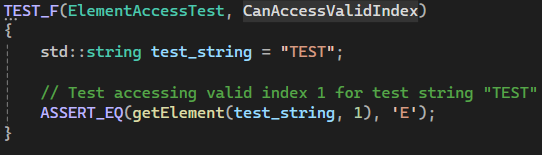 TEST_F(ElementAccessTest, CanAccessValidIndex)
{
    std::string test_string = "TEST";

    // Test accessing valid index 1 for test string "TEST"
    ASSERT_EQ(getElement(test_string, 1), 'E');
}